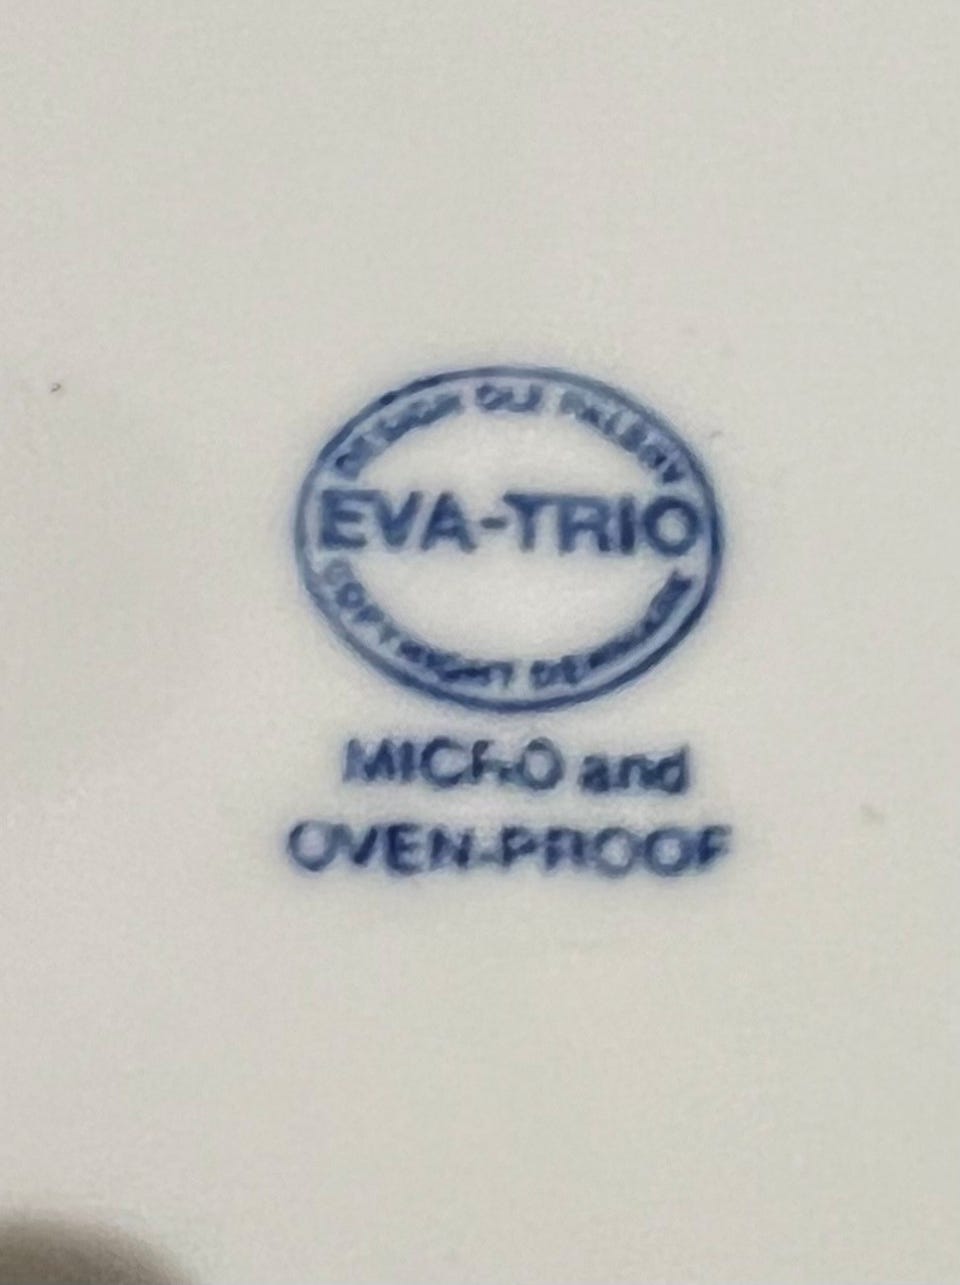 DESIGN OLE PALSBY
EVA-TRIO
COPYRIGHT DENMARK
MICRO and
OVEN-PROOF